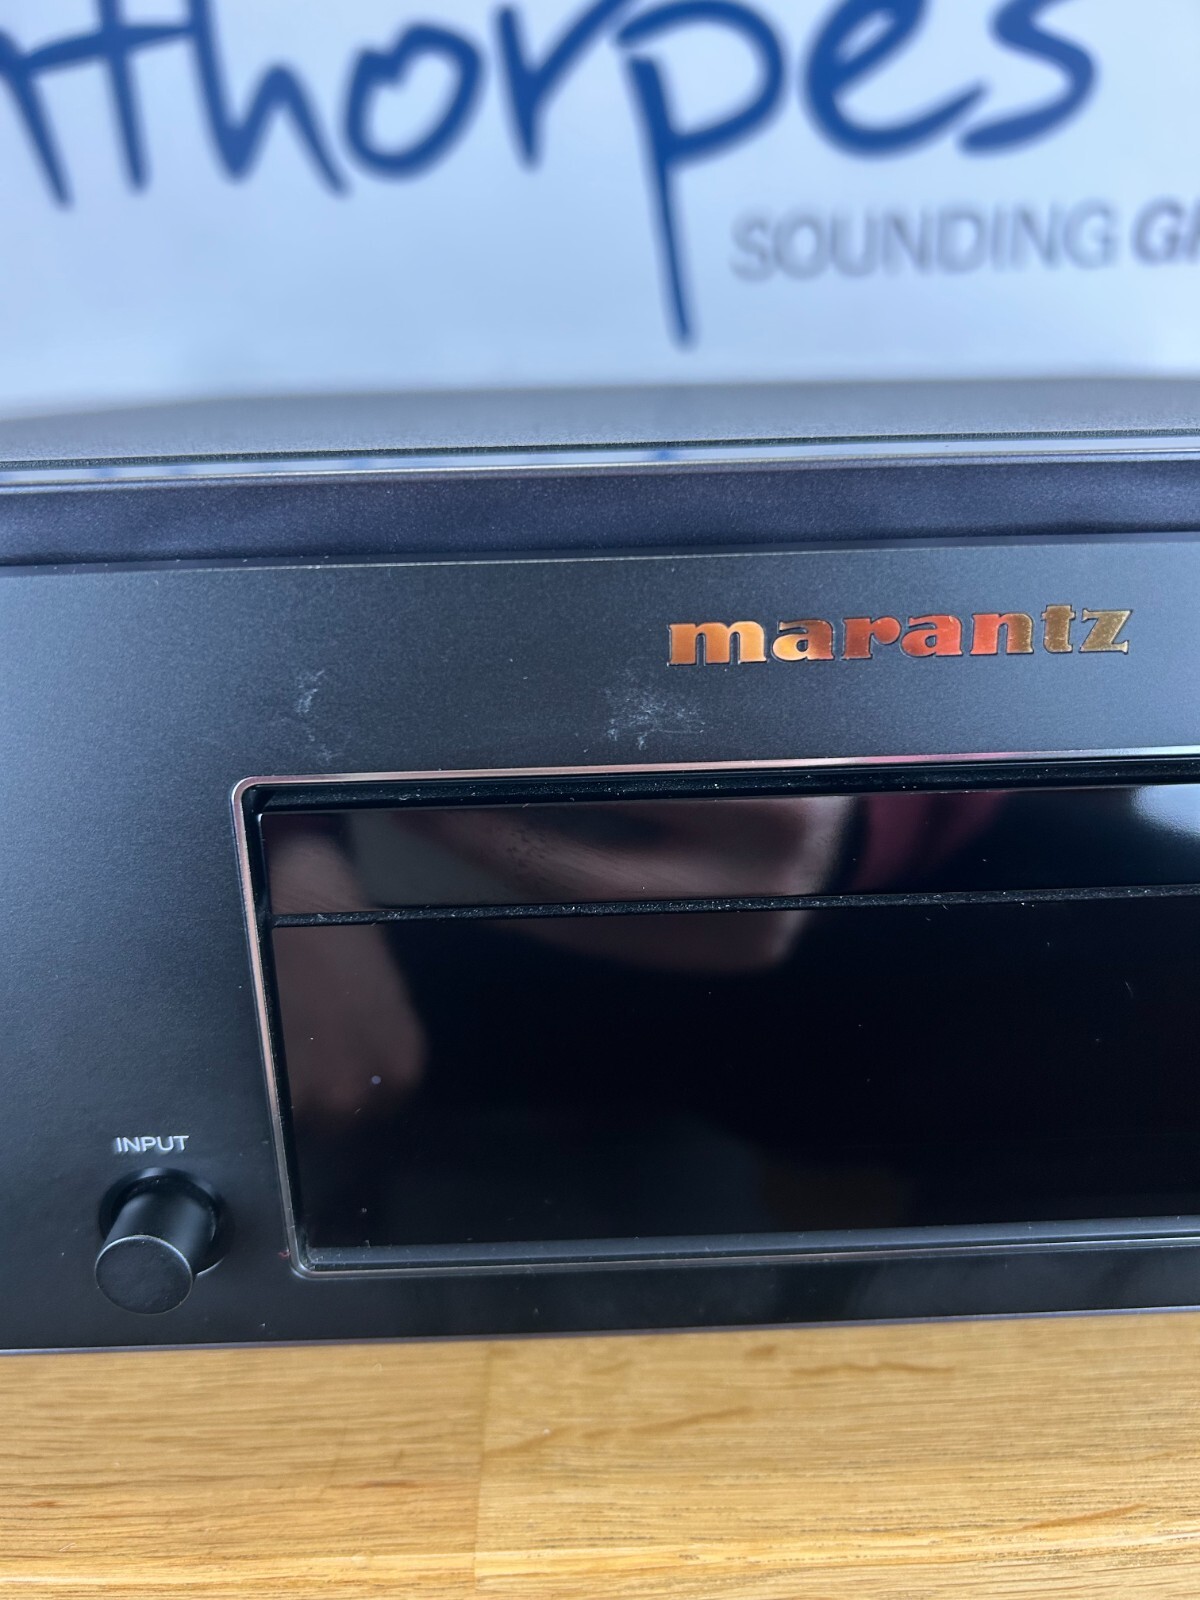 thorpes
SOUNDING
marantz
INPUT